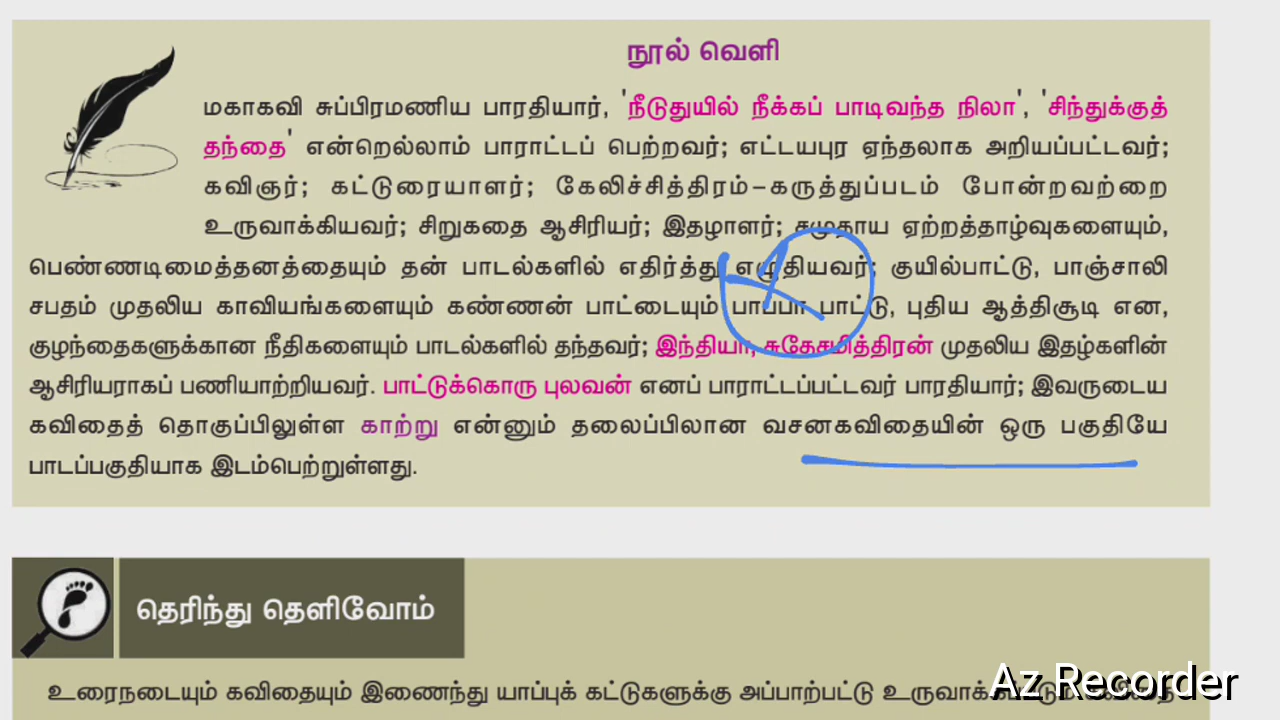 நூல் வெளி
மகாகவி சுப்பிரமணிய பாரதியார், 'நீடுதுயில் நீக்கப் பாடிவந்த நிலா', 'சிந்துக்குத்
தந்தை' என்றெல்லாம் பாராட்டப் பெற்றவர்; எட்டயபுர ஏந்தலாக அறியப்பட்டவர்;
கவிஞர்; கட்டுரையாளர்; கேலிச்சித்திரம்–கருத்துப்படம் போன்றவற்றை
உருவாக்கியவர்; சிறுகதை ஆசிரியர்; இதழாளர்; சமுதாய ஏற்றத்தாழ்வுகளையும்,
பெண்ணடிமைத்தனத்தையும் தன் பாடல்களில் எதிர்த்து எழுதியவர்; குயில்பாட்டு, பாஞ்சாலி
சபதம் முதலிய காவியங்களையும் கண்ணன் பாட்டையும் பாப்பா பாட்டு, புதிய ஆத்திசூடி என,
குழந்தைகளுக்கான நீதிகளையும் பாடல்களில் தந்தவர்; இந்தியா, சுதேசமித்திரன் முதலிய இதழ்களின்
ஆசிரியராகப் பணியாற்றியவர். பாட்டுக்கொரு புலவன் எனப் பாராட்டப்பட்டவர் பாரதியார்; இவருடைய
கவிதைத் தொகுப்பிலுள்ள காற்று என்னும் தலைப்பிலான வசனகவிதையின் ஒரு பகுதியே
பாடப்பகுதியாக இடம்பெற்றுள்ளது.
தெரிந்து தெளிவோம்
உரைநடையும் கவிதையும் இணைந்து யாப்புக் கட்டுகளுக்கு அப்பாற்பட்டு
Az Recorder